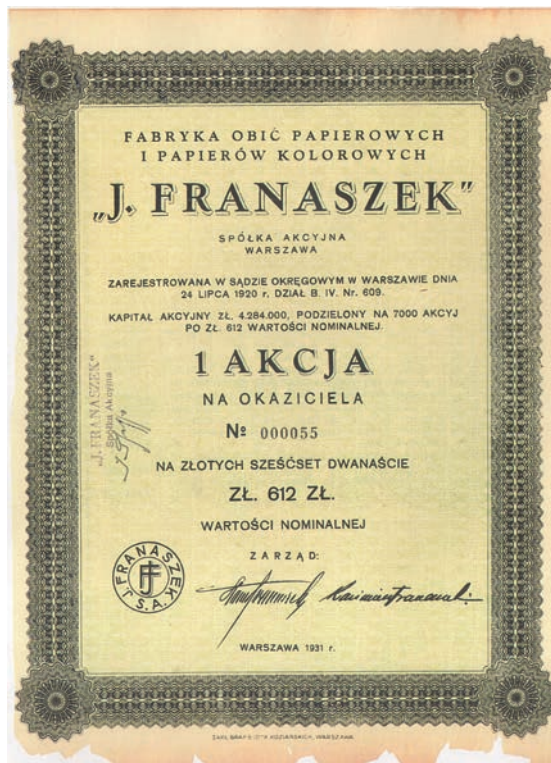 FABRYKA OBIĆ PAPIEROWYCH
I PAPIERÓW KOLOROWYCH
„J. FRANASZEK"
SPÓŁKA AKCYJNA
WARSZAWA
ZAREJESTROWANA W SĄDZIE OKRĘGOWYM W WARSZAWIE DNIA
24 LIPCA 1920 r. DZIAŁ B. IV. Nr. 609.
KAPITAŁ AKCYJNY ZŁ. 4.284.000, PODZIELONY NA 7000 AKCYJ
PO ZŁ. 612 WARTOŚCI NOMINALNEJ.
1 AKCJA
NA OKAZICIELA
№ 000055
NA ZŁOTYCH SZEŚĆSET DWANAŚCIE
ZŁ. 612 ZŁ.
WARTOŚCI NOMINALNEJ
ZARZĄD:
„J. FRANASZEK"
Spółka Akcyjna
J. FRANASZEK
S.A.
WARSZAWA 1931 r.
WARSZAWA